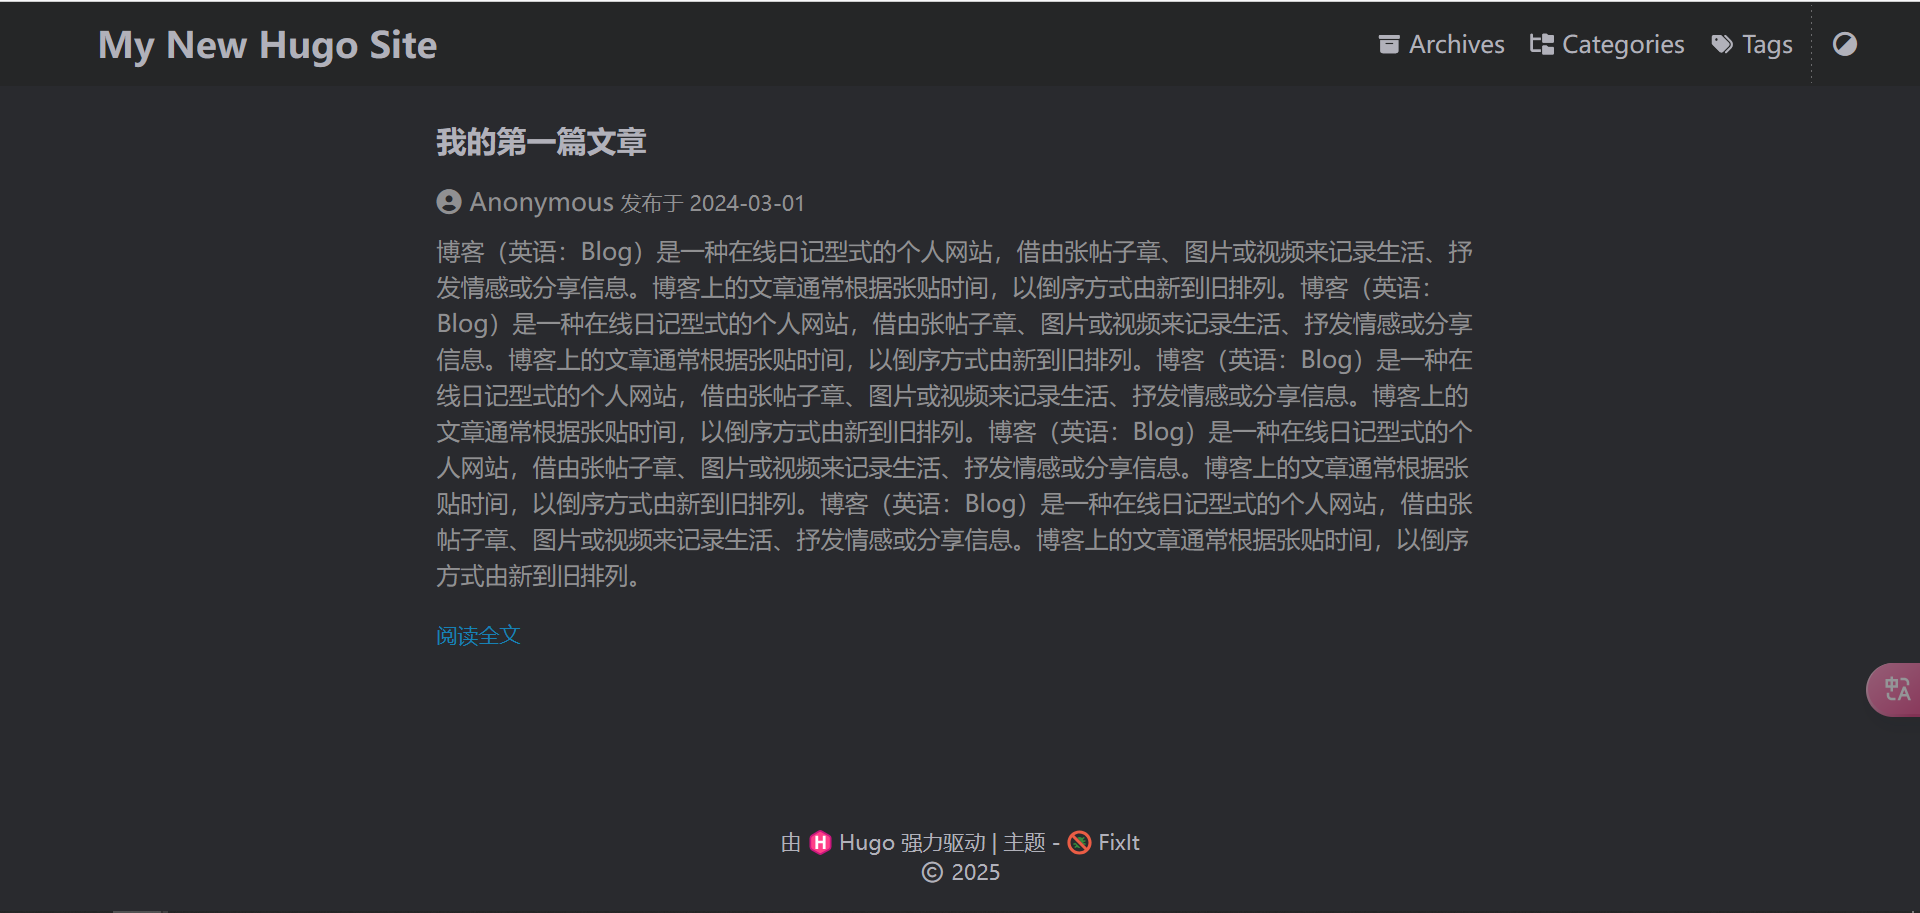 My New Hugo Site
Archives
Categories
Tags
我的第一篇文章
Anonymous 发布于 2024-03-01
博客（英语：Blog）是一种在线日记型式的个人网站，借由张帖子章、图片或视频来记录生活、抒
发情感或分享信息。博客上的文章通常根据张贴时间，以倒序方式由新到旧排列。博客（英语：
Blog）是一种在线日记型式的个人网站，借由张帖子章、图片或视频来记录生活、抒发情感或分享
信息。博客上的文章通常根据张贴时间，以倒序方式由新到旧排列。博客（英语：Blog）是一种在
线日记型式的个人网站，借由张帖子章、图片或视频来记录生活、抒发情感或分享信息。博客上的
文章通常根据张贴时间，以倒序方式由新到旧排列。博客（英语：Blog）是一种在线日记型式的个
人网站，借由张帖子章、图片或视频来记录生活、抒发情感或分享信息。博客上的文章通常根据张
贴时间，以倒序方式由新到旧排列。博客（英语：Blog）是一种在线日记型式的个人网站，借由张
帖子章、图片或视频来记录生活、抒发情感或分享信息。博客上的文章通常根据张贴时间，以倒序
方式由新到旧排列。
阅读全文
中A
由 H Hugo 强力驱动 | 主题 - FixIt
© 2025